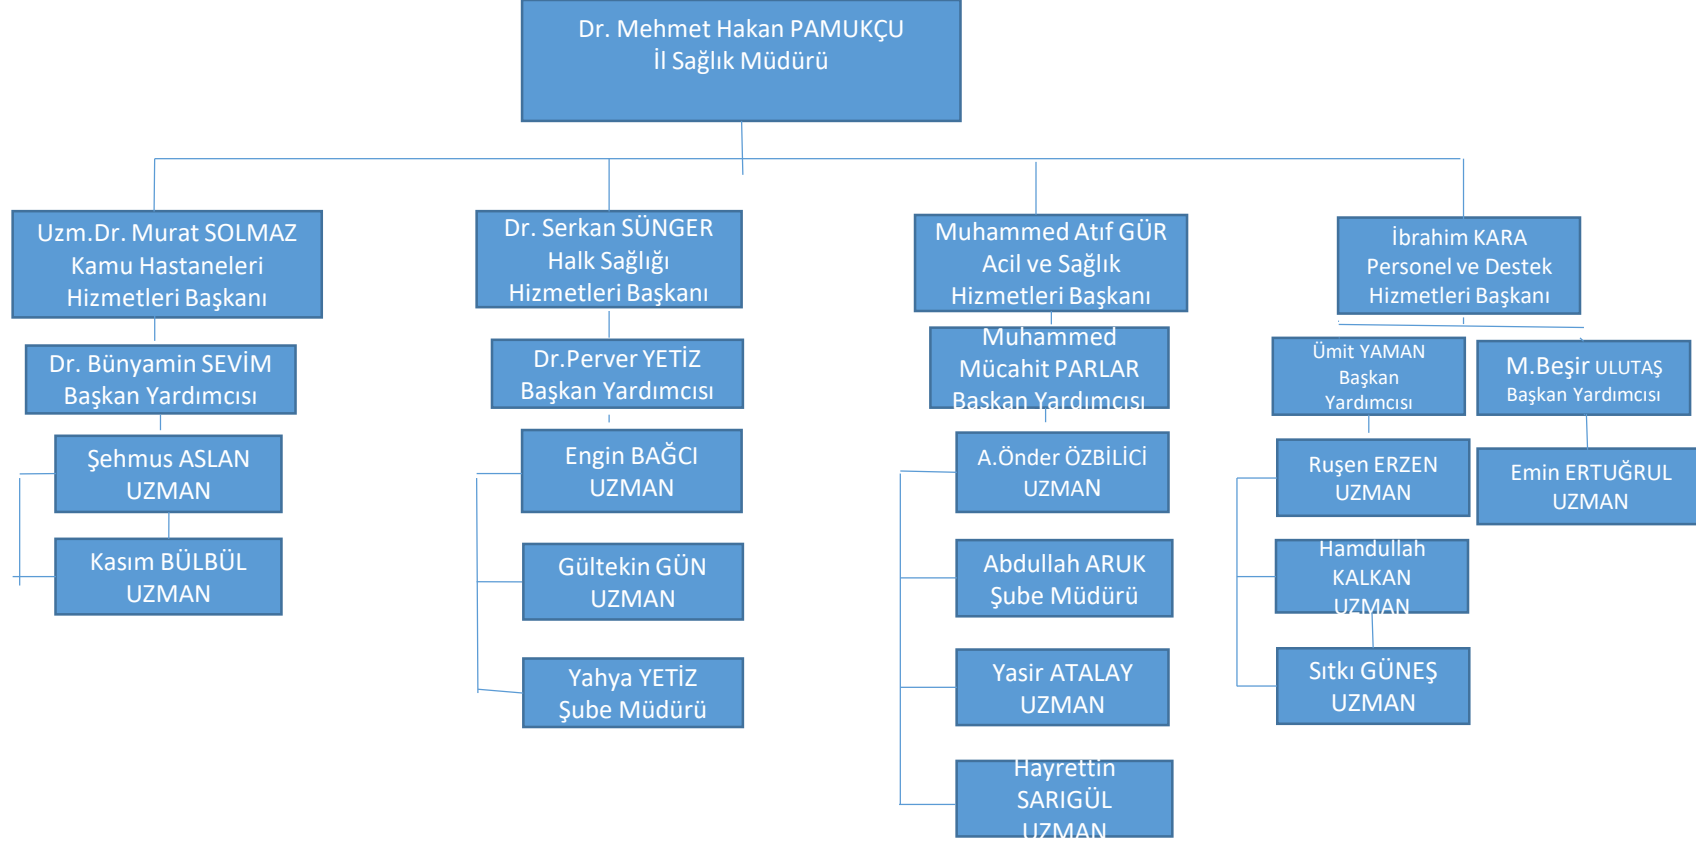 Dr. Mehmet Hakan PAMUKÇU
İl Sağlık Müdürü
Uzm.Dr. Murat SOLMAZ
Kamu Hastaneleri
Hizmetleri Başkanı
Dr. Serkan SÜNGER
Halk Sağlığı
Hizmetleri Başkanı
Muhammed Atıf GÜR
Acil ve Sağlık
Hizmetleri Başkanı
İbrahim KARA
Personel ve Destek
Hizmetleri Başkanı
Dr. Bünyamin SEVİM
Başkan Yardımcısı
Dr.Perver YETİZ
Başkan Yardımcısı
Muhammed
Mücahit PARLAR
Başkan Yardımcısı
Ümit YAMAN
Başkan
Yardımcısı
M.Beşir ULUTAŞ
Başkan Yardımcısı
Şehmus ASLAN
UZMAN
Kasım BÜLBÜL
UZMAN
Engin BAĞCI
UZMAN
Gültekin GÜN
UZMAN
Yahya YETİZ
Şube Müdürü
A.Önder ÖZBİLİCİ
UZMAN
Abdullah ARUK
Şube Müdürü
Yasir ATALAY
UZMAN
Hayrettin
SARIGÜL
UZMAN
Ruşen ERZEN
UZMAN
Hamdullah
KALKAN
UZMAN
Sıtkı GÜNEŞ
UZMAN
Emin ERTUĞRUL
UZMAN